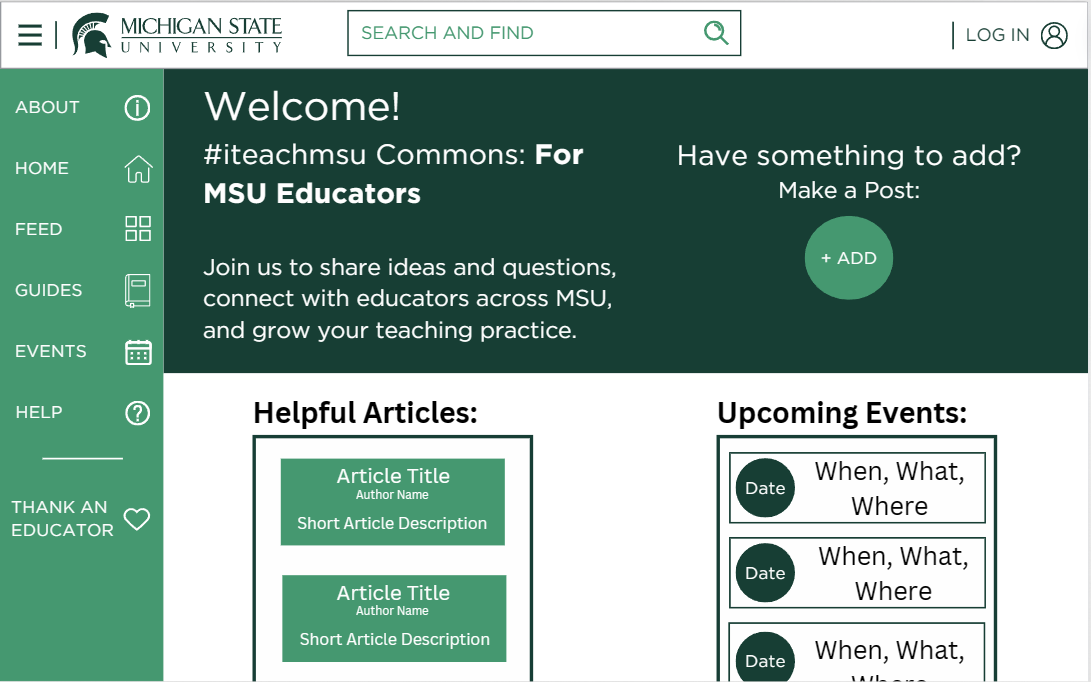 MICHIGAN STATE
UNIVERSITY
SEARCH AND FIND
LOG IN
ABOUT
HOME
FEED
GUIDES
EVENTS
HELP
THANK AN
EDUCATOR
Welcome!
#iteachmsu Commons: For
MSU Educators
Join us to share ideas and questions,
connect with educators across MSU,
and grow your teaching practice.
Have something to add?
Make a Post:
+ ADD
Helpful Articles:
Article Title
Author Name
Short Article Description
Article Title
Author Name
Short Article Description
Upcoming Events:
Date
When, What,
Where
Date
When, What,
Where
Date
When, What,
Where